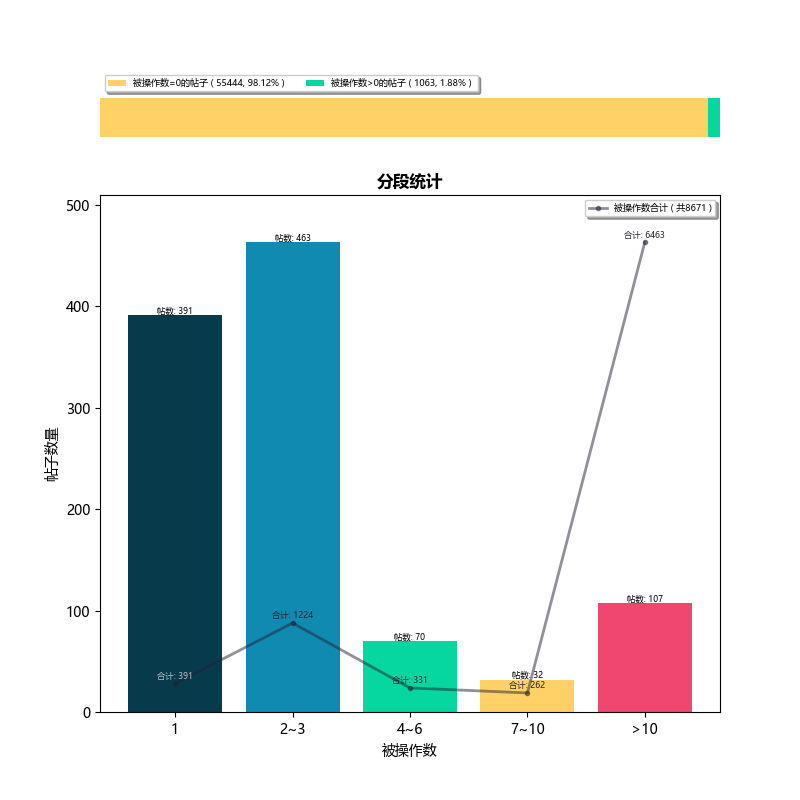 被操作数=0的帖子 ( 55444, 98.12% )
被操作数>0的帖子 ( 1063, 1.88% )
分段统计
被操作数合计 ( 共8671 )
500
400
300
200
100
0
帖子数量
帖数: 391
帖数: 463
帖数: 70
帖数: 32
帖数: 107
合计: 391
合计: 1224
合计: 331
合计: 262
合计: 6463
1
2~3
4~6
7~10
>10
被操作数